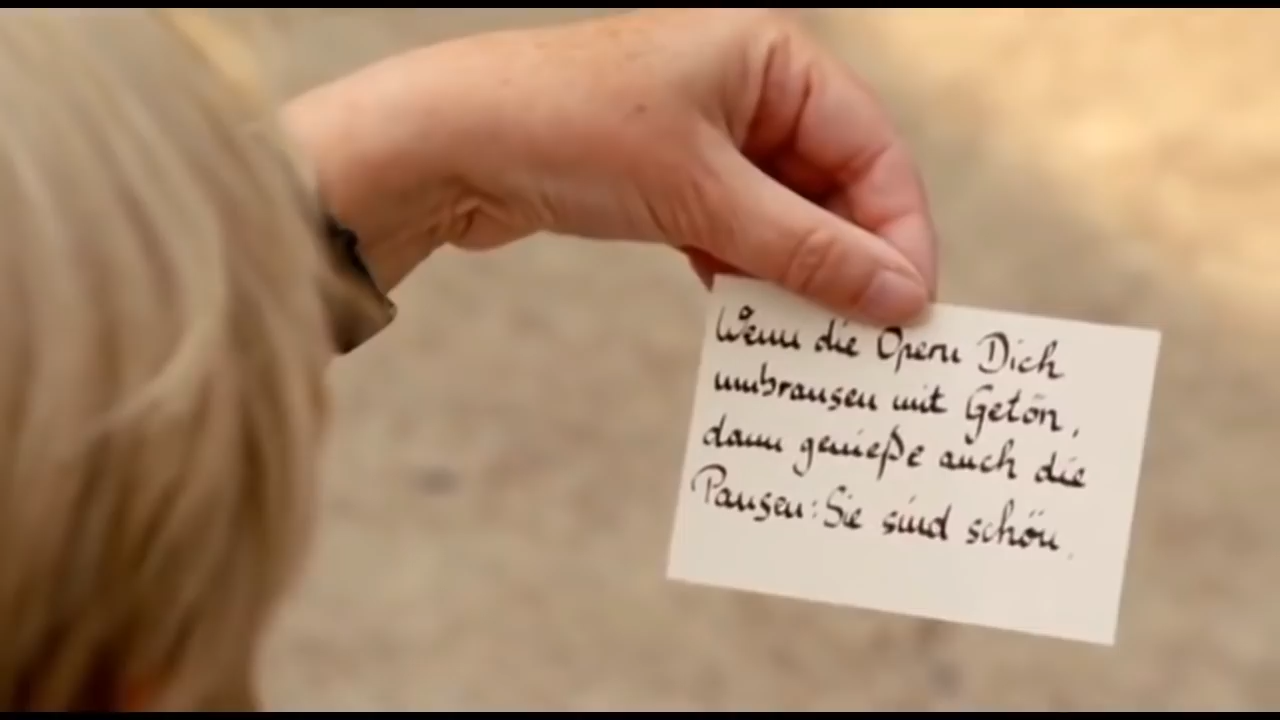 Wenn die Opern Dich
umbrausen mit Getön,
dann genieße auch die
Pausen: Sie sind schön.